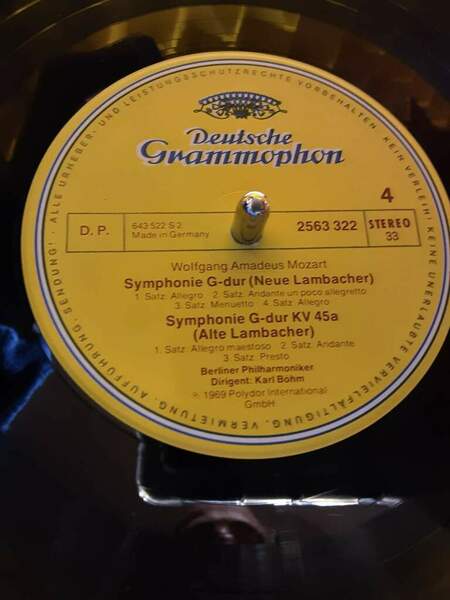 ALLE URHEBER- UND LEISTUNGSSCHUTZRECHTE VORBEHALTEN · KEIN VERLEIH! KEINE UNERLAUBTE VERVIELFÄLTIGUNG, VERMIETUNG, AUFFÜHRUNG, SENDUNG!
Deutsche
Grammophon
4
D. P.
643 522 S 2
Made in Germany
2563 322
STEREO
33
Wolfgang Amadeus Mozart
Symphonie G-dur (Neue Lambacher)
1. Satz: Allegro 2. Satz: Andante un poco allegretto
3. Satz: Menuetto 4. Satz: Allegro
Symphonie G-dur KV 45a
(Alte Lambacher)
1. Satz: Allegro maestoso 2. Satz: Andante
3. Satz: Presto
Berliner Philharmoniker
Dirigent: Karl Böhm
℗ 1969 Polydor International
GmbH